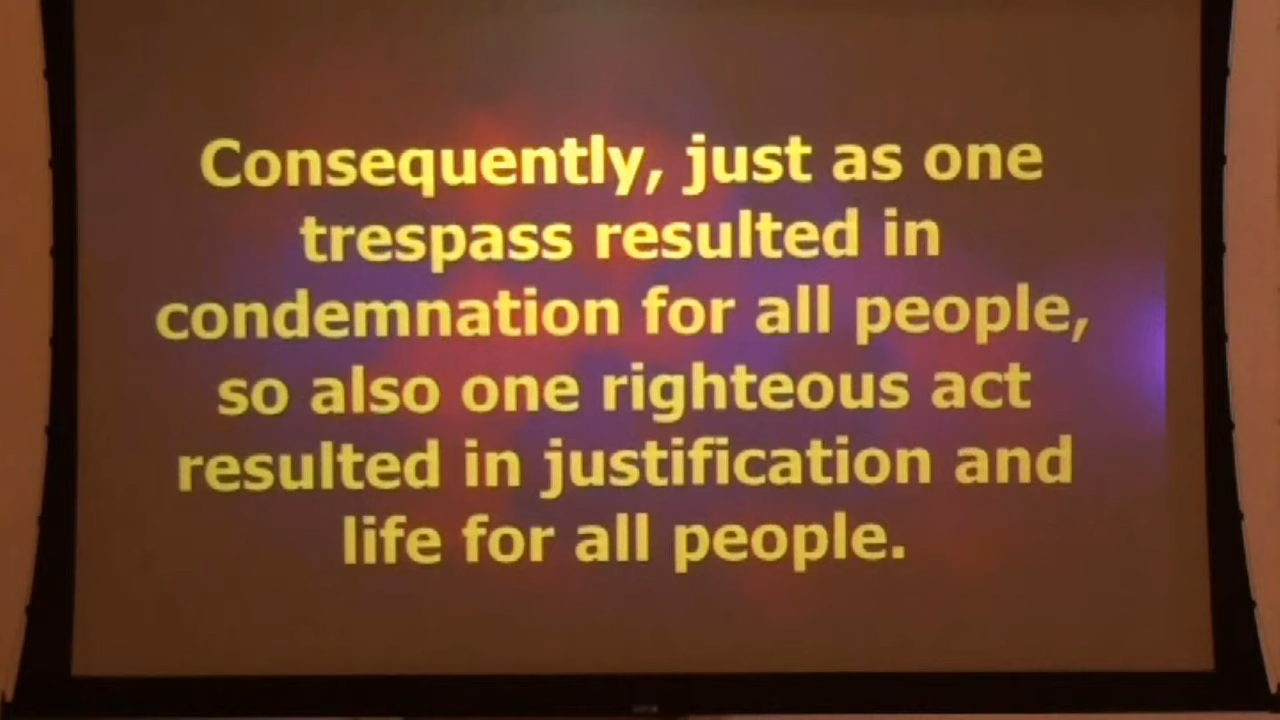 Consequently, just as one
trespass resulted in
condemnation for all people,
so also one righteous act
resulted in justification and
life for all people.